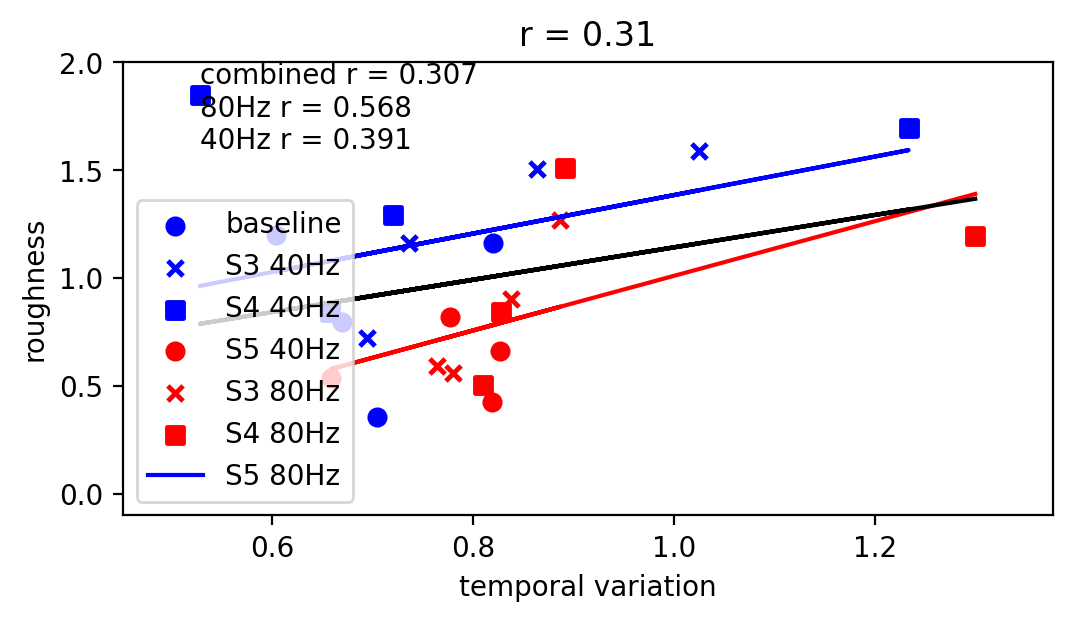 r = 0.31
combined r = 0.307
80Hz r = 0.568
40Hz r = 0.391
baseline
S3 40Hz
S4 40Hz
S5 40Hz
S3 80Hz
S4 80Hz
S5 80Hz
2.0
1.5
1.0
0.5
0.0
roughness
0.6 0.8 1.0 1.2
temporal variation